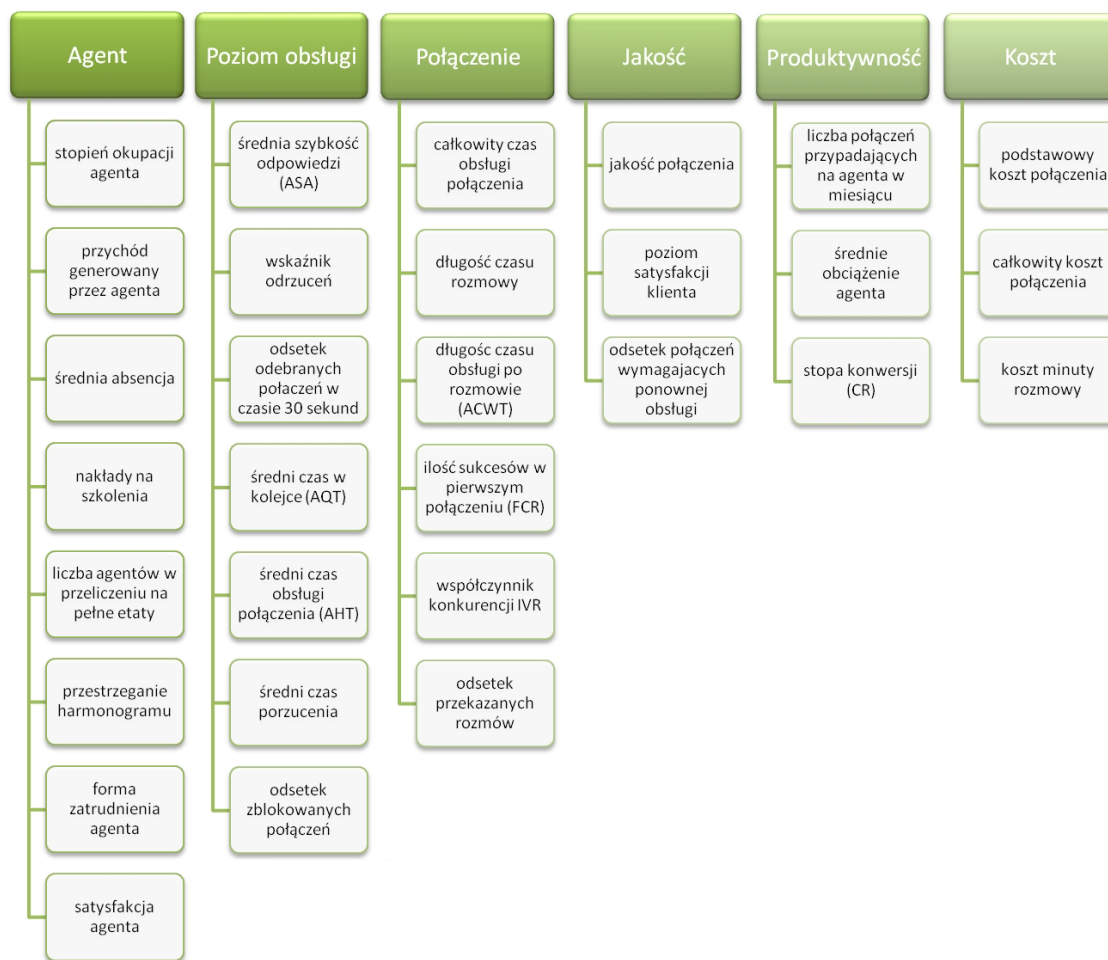 Agent
stopień okupacji
agenta
przychód
generowany
przez agenta
średnia absencja
nakłady na
szkolenia
liczba agentów w
przeliczeniu na
pełne etaty
przestrzeganie
harmonogramu
forma
zatrudnienia
agenta
satysfakcja
agenta
Poziom obsługi
średnia szybkość
odpowiedzi (ASA)
wskaźnik
odrzuceń
odsetek
odebranych
połaczeń w
czasie 30 sekund
średni czas w
kolejce (AQT)
średni czas
obsługi
połączenia (AHT)
średni czas
porzucenia
odsetek
zblokowanych
połączeń
Połączenie
całkowity czas
obsługi
połączenia
długość czasu
rozmowy
długośc czasu
obsługi po
rozmowie
(ACWT)
ilość sukcesów w
pierwszym
połączeniu (FCR)
współczynnik
konkurencji IVR
odsetek
przekazanych
rozmów
Jakość
jakość połączenia
poziom
satysfakcji
klienta
odsetek połączeń
wymagajacych
ponownej
obsługi
Produktywność
liczba połączeń
przypadających
na agenta w
miesiącu
średnie
obciążenie
agenta
stopa konwersji
(CR)
Koszt
podstawowy
koszt połączenia
całkowity koszt
połączenia
koszt minuty
rozmowy